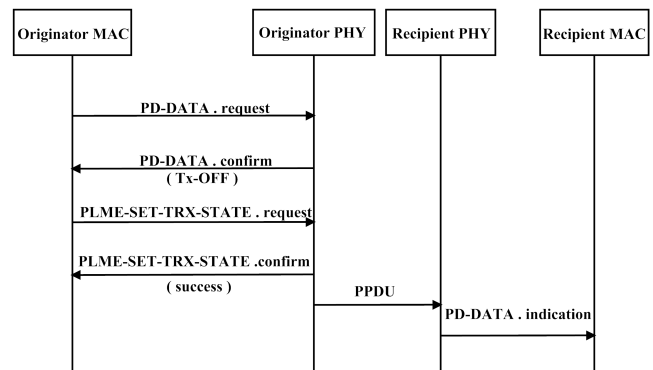 Originator MAC
Originator PHY
Recipient PHY
Recipient MAC
PD-DATA . request
PD-DATA . confirm
( Tx-OFF )
PLME-SET-TRX-STATE . request
PLME-SET-TRX-STATE .confirm
( success )
PPDU
PD-DATA . indication